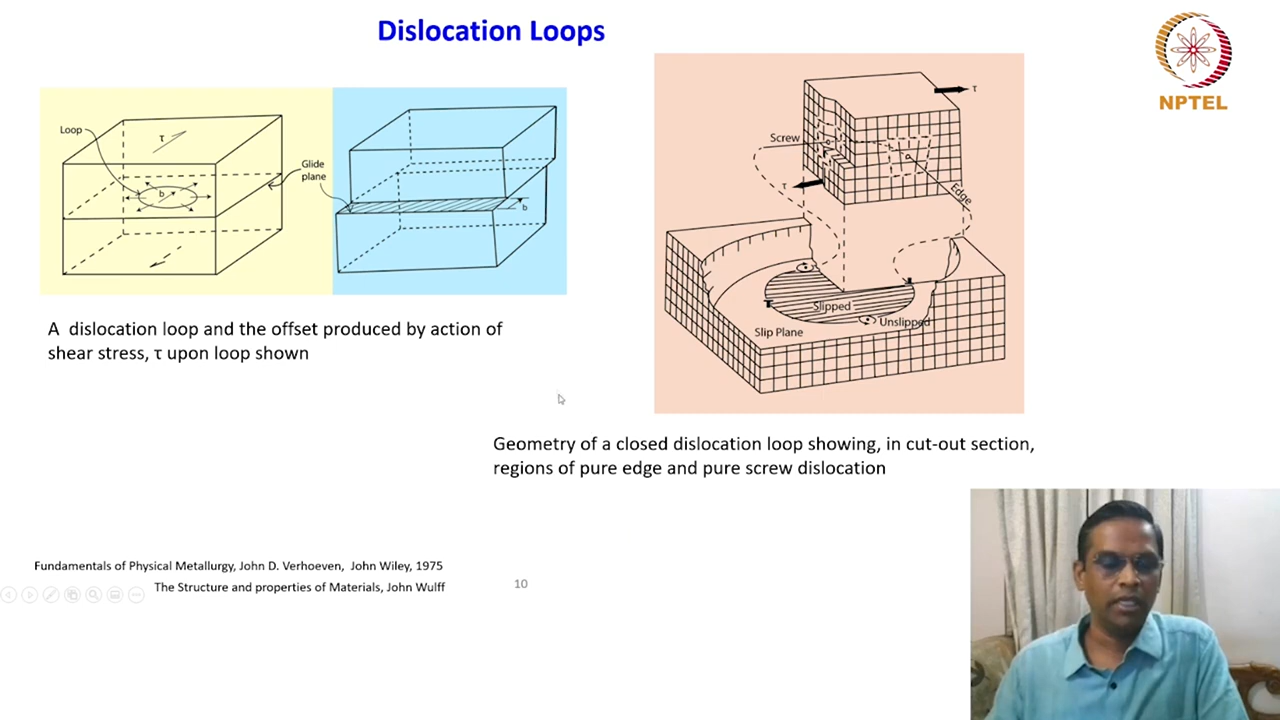 Dislocation Loops
NPTEL
Loop
τ
b
Glide
plane
b
τ
Screw
τ
Edge
Slipped
Unslipped
Slip Plane
A dislocation loop and the offset produced by action of
shear stress, τ upon loop shown
Geometry of a closed dislocation loop showing, in cut-out section,
regions of pure edge and pure screw dislocation
Fundamentals of Physical Metallurgy, John D. Verhoeven, John Wiley, 1975
The Structure and properties of Materials, John Wulff
10